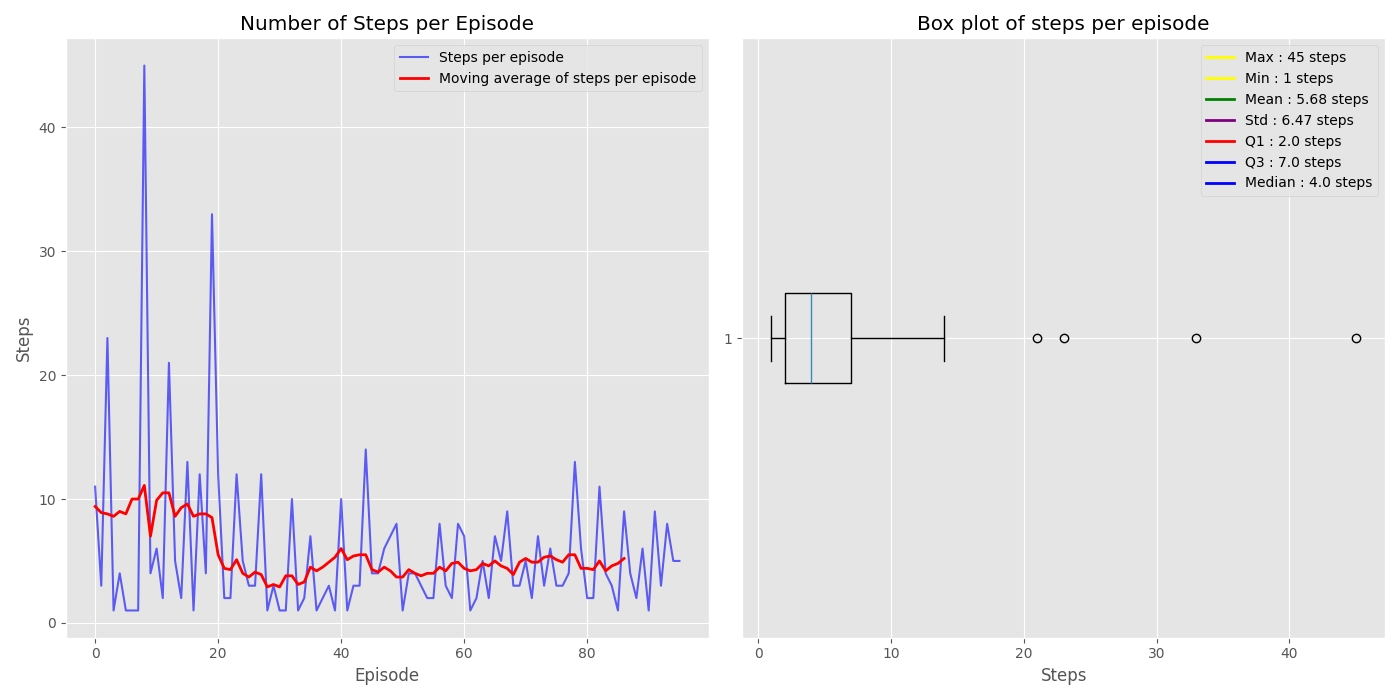 Number of Steps per Episode
Steps per episode
Moving average of steps per episode
40
30
20
10
0
Steps
0 20 40 60 80
Episode
Box plot of steps per episode
Max : 45 steps
Min : 1 steps
Mean : 5.68 steps
Std : 6.47 steps
Q1 : 2.0 steps
Q3 : 7.0 steps
Median : 4.0 steps
1
0 10 20 30 40
Steps